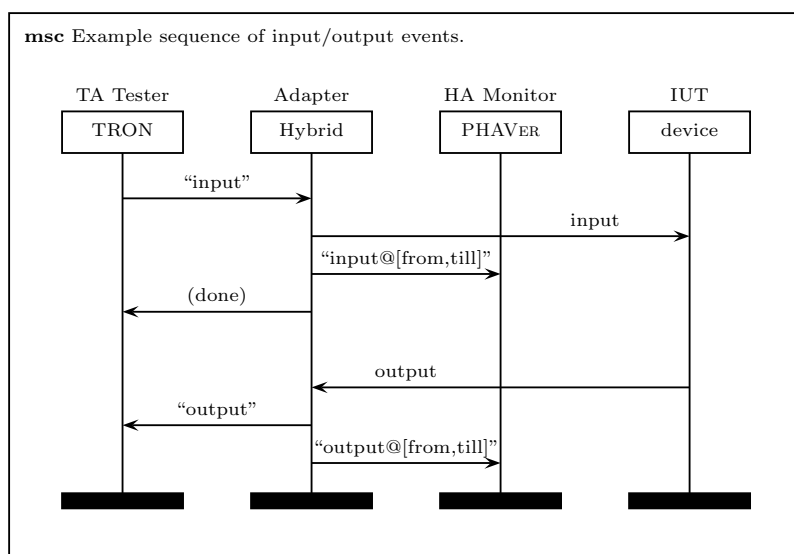 msc Example sequence of input/output events.
TA Tester Adapter HA Monitor IUT
TRON Hybrid PHAVER device
“input”
input
“input@[from,till]”
(done)
output
“output”
“output@[from,till]”